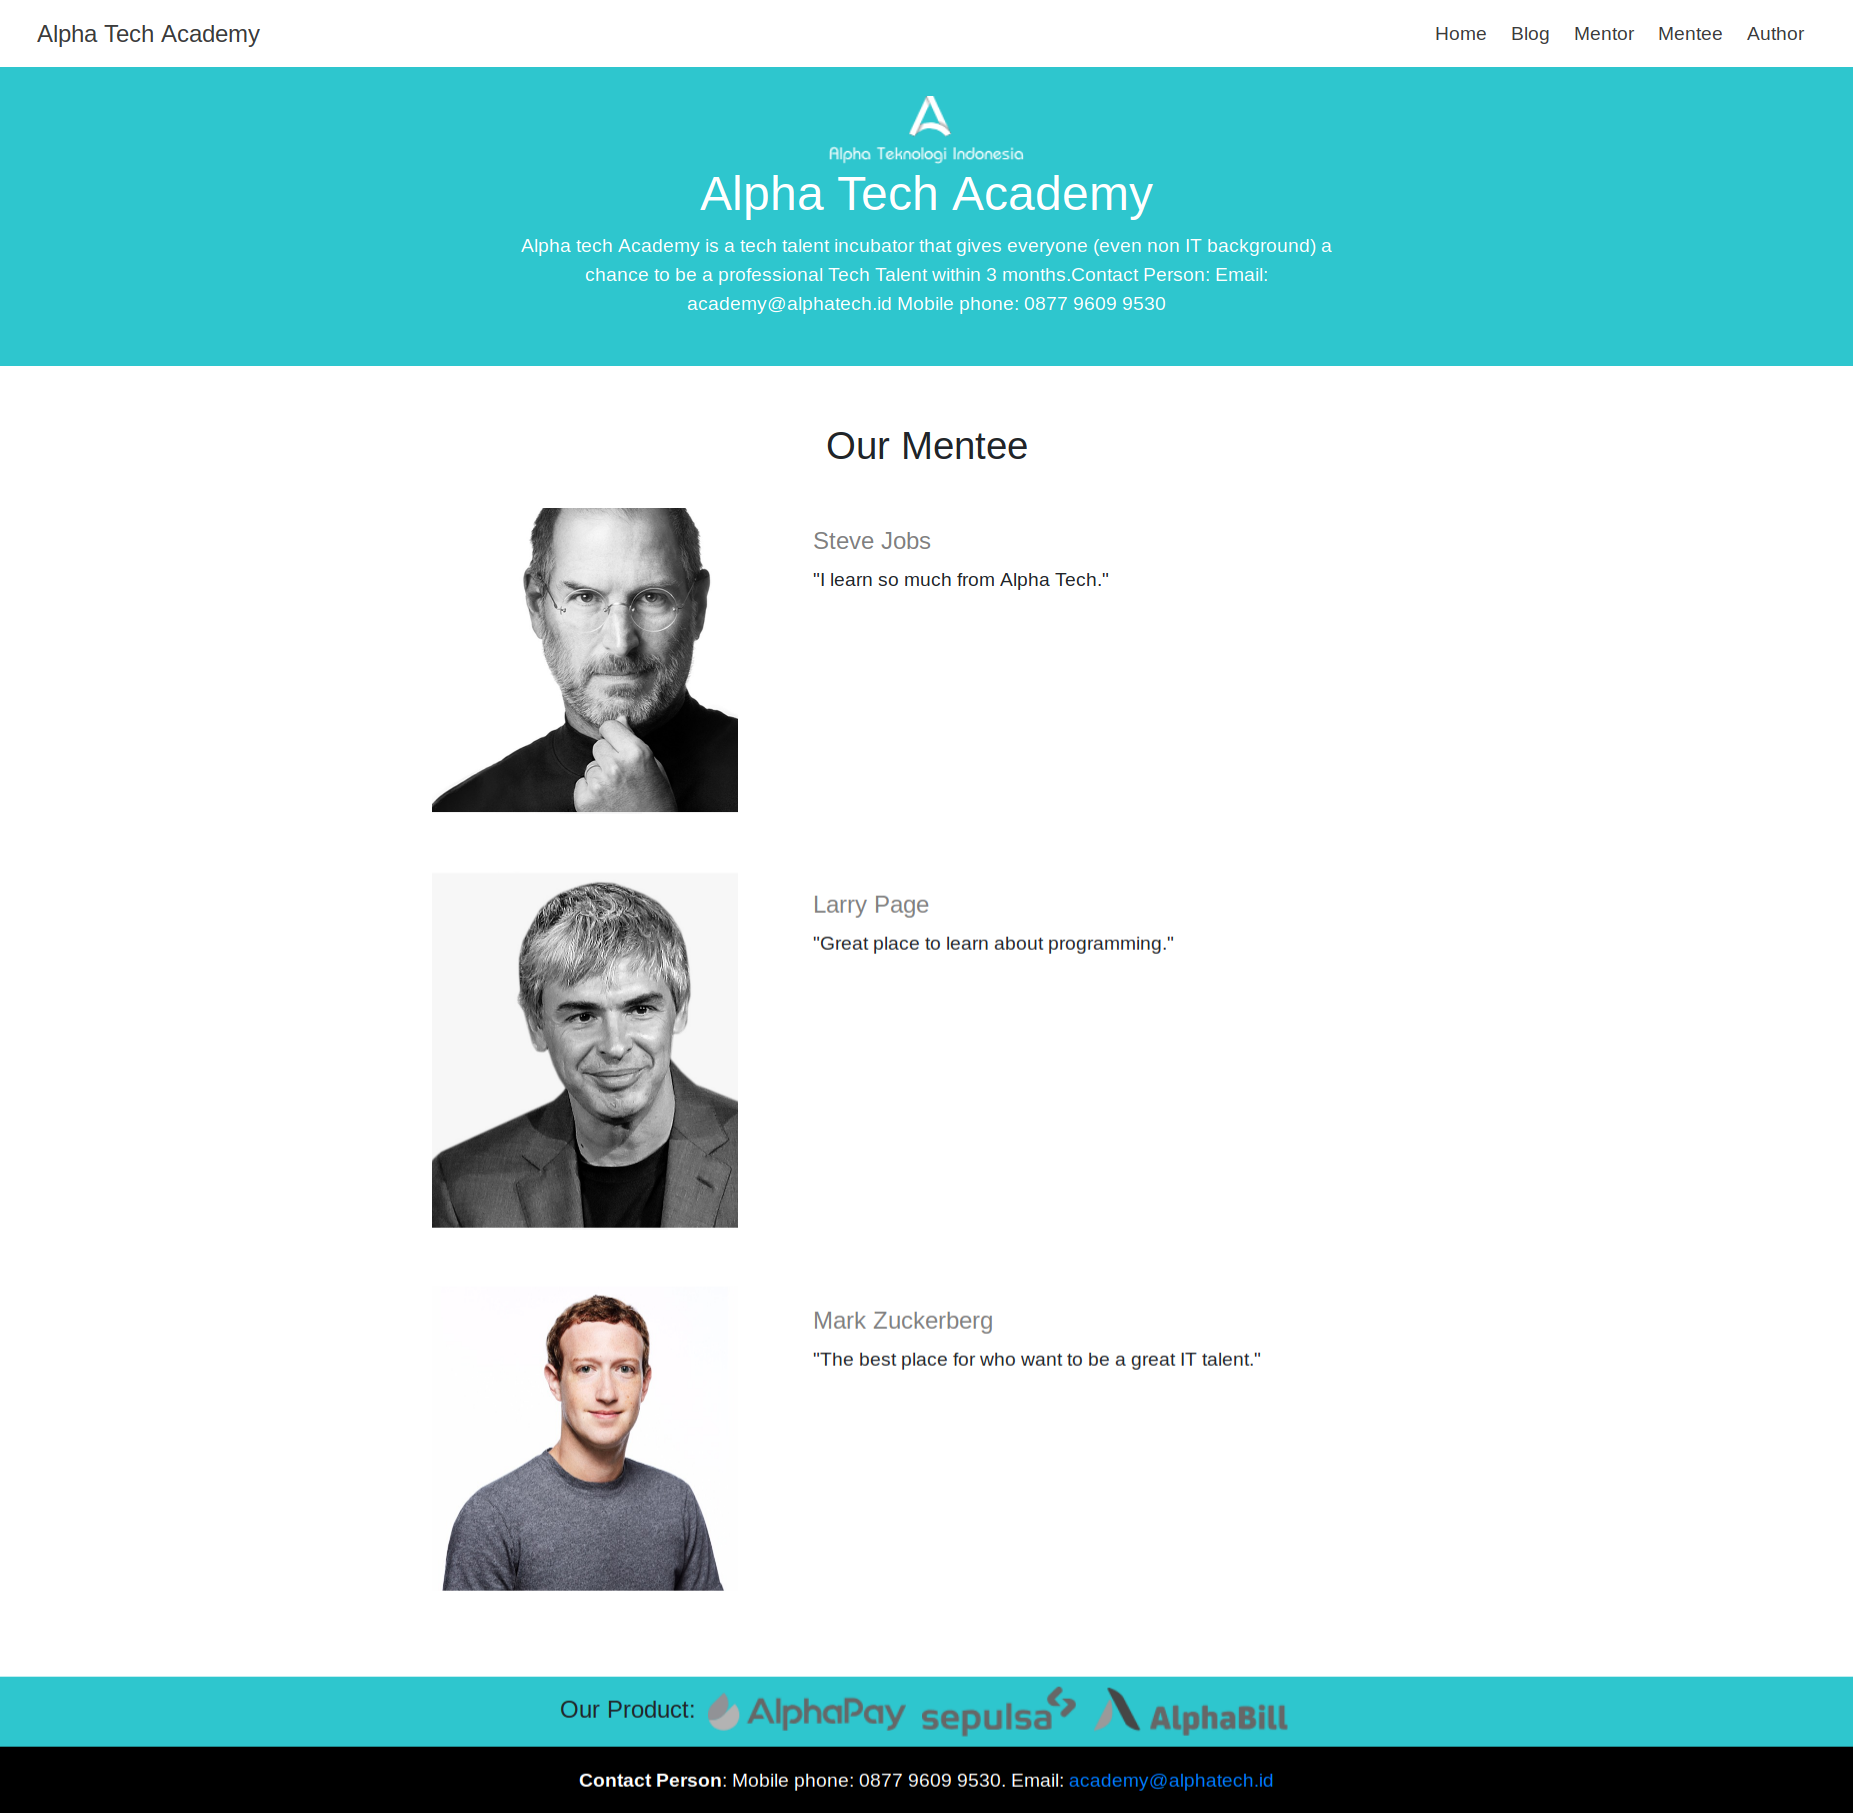 Alpha Tech Academy
Home Blog Mentor Mentee Author
Alpha Teknologi Indonesia
Alpha Tech Academy
Alpha tech Academy is a tech talent incubator that gives everyone (even non IT background) a
chance to be a professional Tech Talent within 3 months.Contact Person: Email:
academy@alphatech.id Mobile phone: 0877 9609 9530
Our Mentee
Steve Jobs
"I learn so much from Alpha Tech."
Larry Page
"Great place to learn about programming."
Mark Zuckerberg
"The best place for who want to be a great IT talent."
Our Product: AlphaPay sepulsa AlphaBill
Contact Person: Mobile phone: 0877 9609 9530. Email: academy@alphatech.id